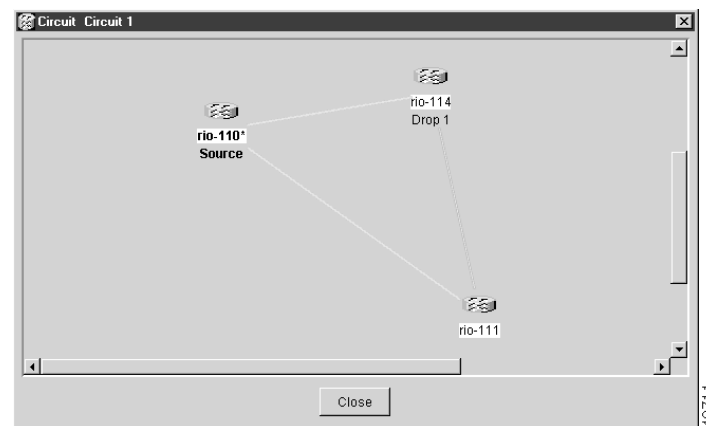 Circuit Circuit 1
rio-114
Drop 1
rio-110*
Source
rio-111
Close